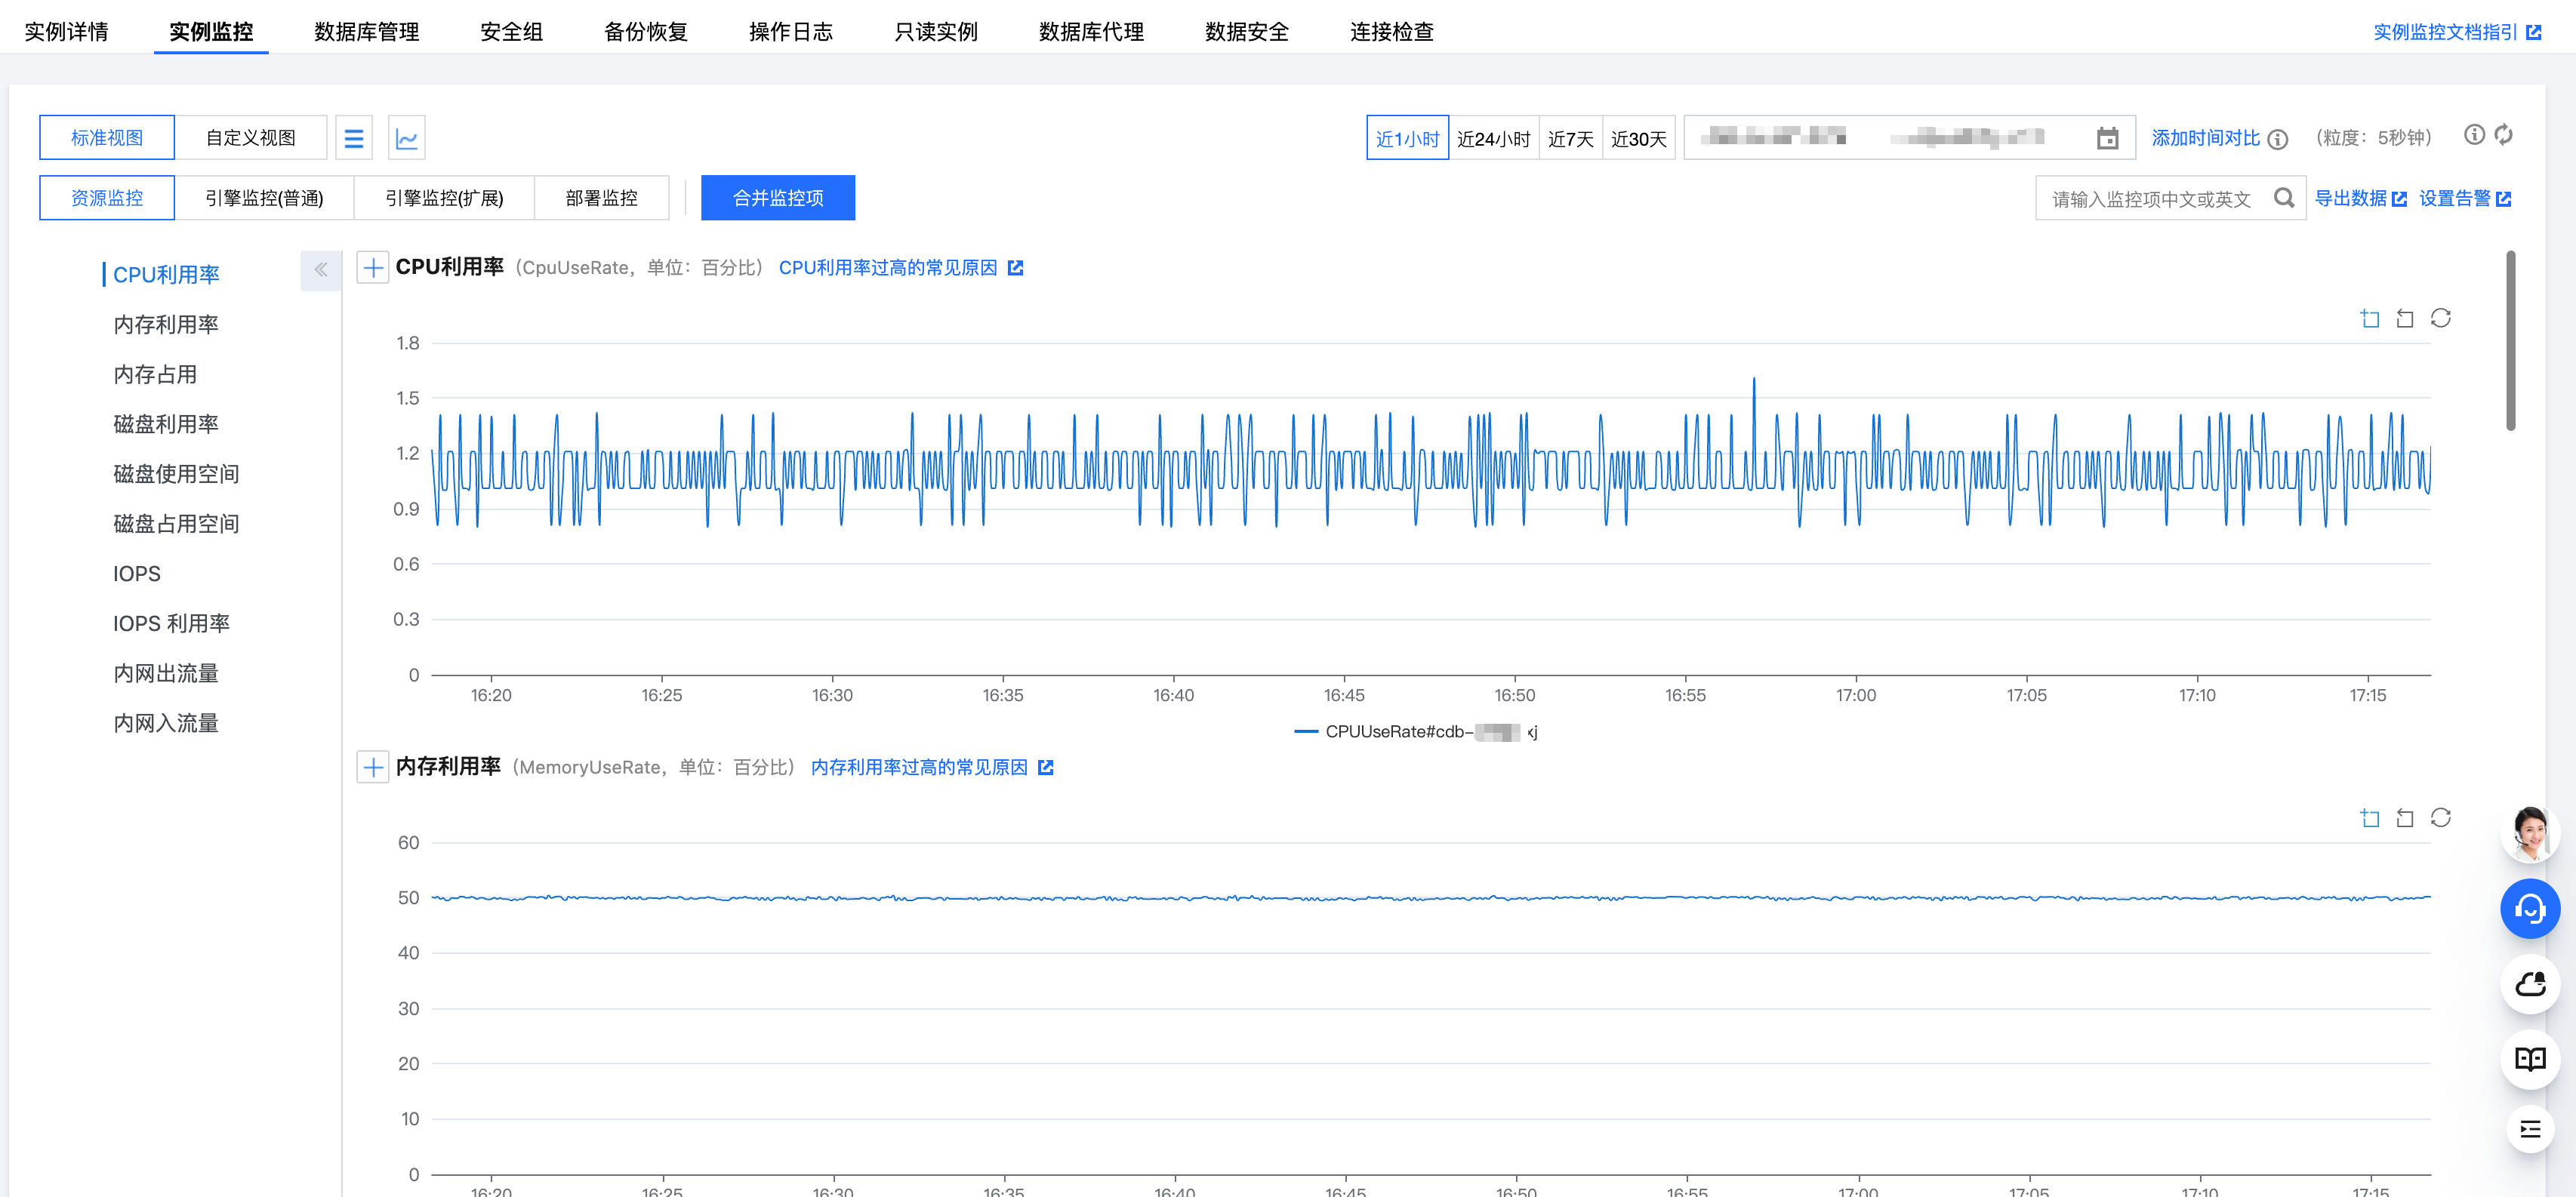 实例详情 实例监控 数据库管理 安全组 备份恢复 操作日志 只读实例 数据库代理 数据安全 连接检查 实例监控文档指引
标准视图 自定义视图 近1小时 近24小时 近7天 近30天 添加时间对比 (粒度：5秒钟)
资源监控 引擎监控(普通) 引擎监控(扩展) 部署监控 合并监控项 请输入监控项中文或英文 导出数据 设置告警
CPU利用率
内存利用率
内存占用
磁盘利用率
磁盘使用空间
磁盘占用空间
IOPS
IOPS 利用率
内网出流量
内网入流量
CPU利用率 (CpuUseRate，单位：百分比) CPU利用率过高的常见原因
1.8
1.5
1.2
0.9
0.6
0.3
0
16:20 16:25 16:30 16:35 16:40 16:45 16:50 16:55 17:00 17:05 17:10 17:15
CPUUseRate#cdb- xj
内存利用率 (MemoryUseRate，单位：百分比) 内存利用率过高的常见原因
60
50
40
30
20
10
0
16:20 16:25 16:30 16:35 16:40 16:45 16:50 16:55 17:00 17:05 17:10 17:15